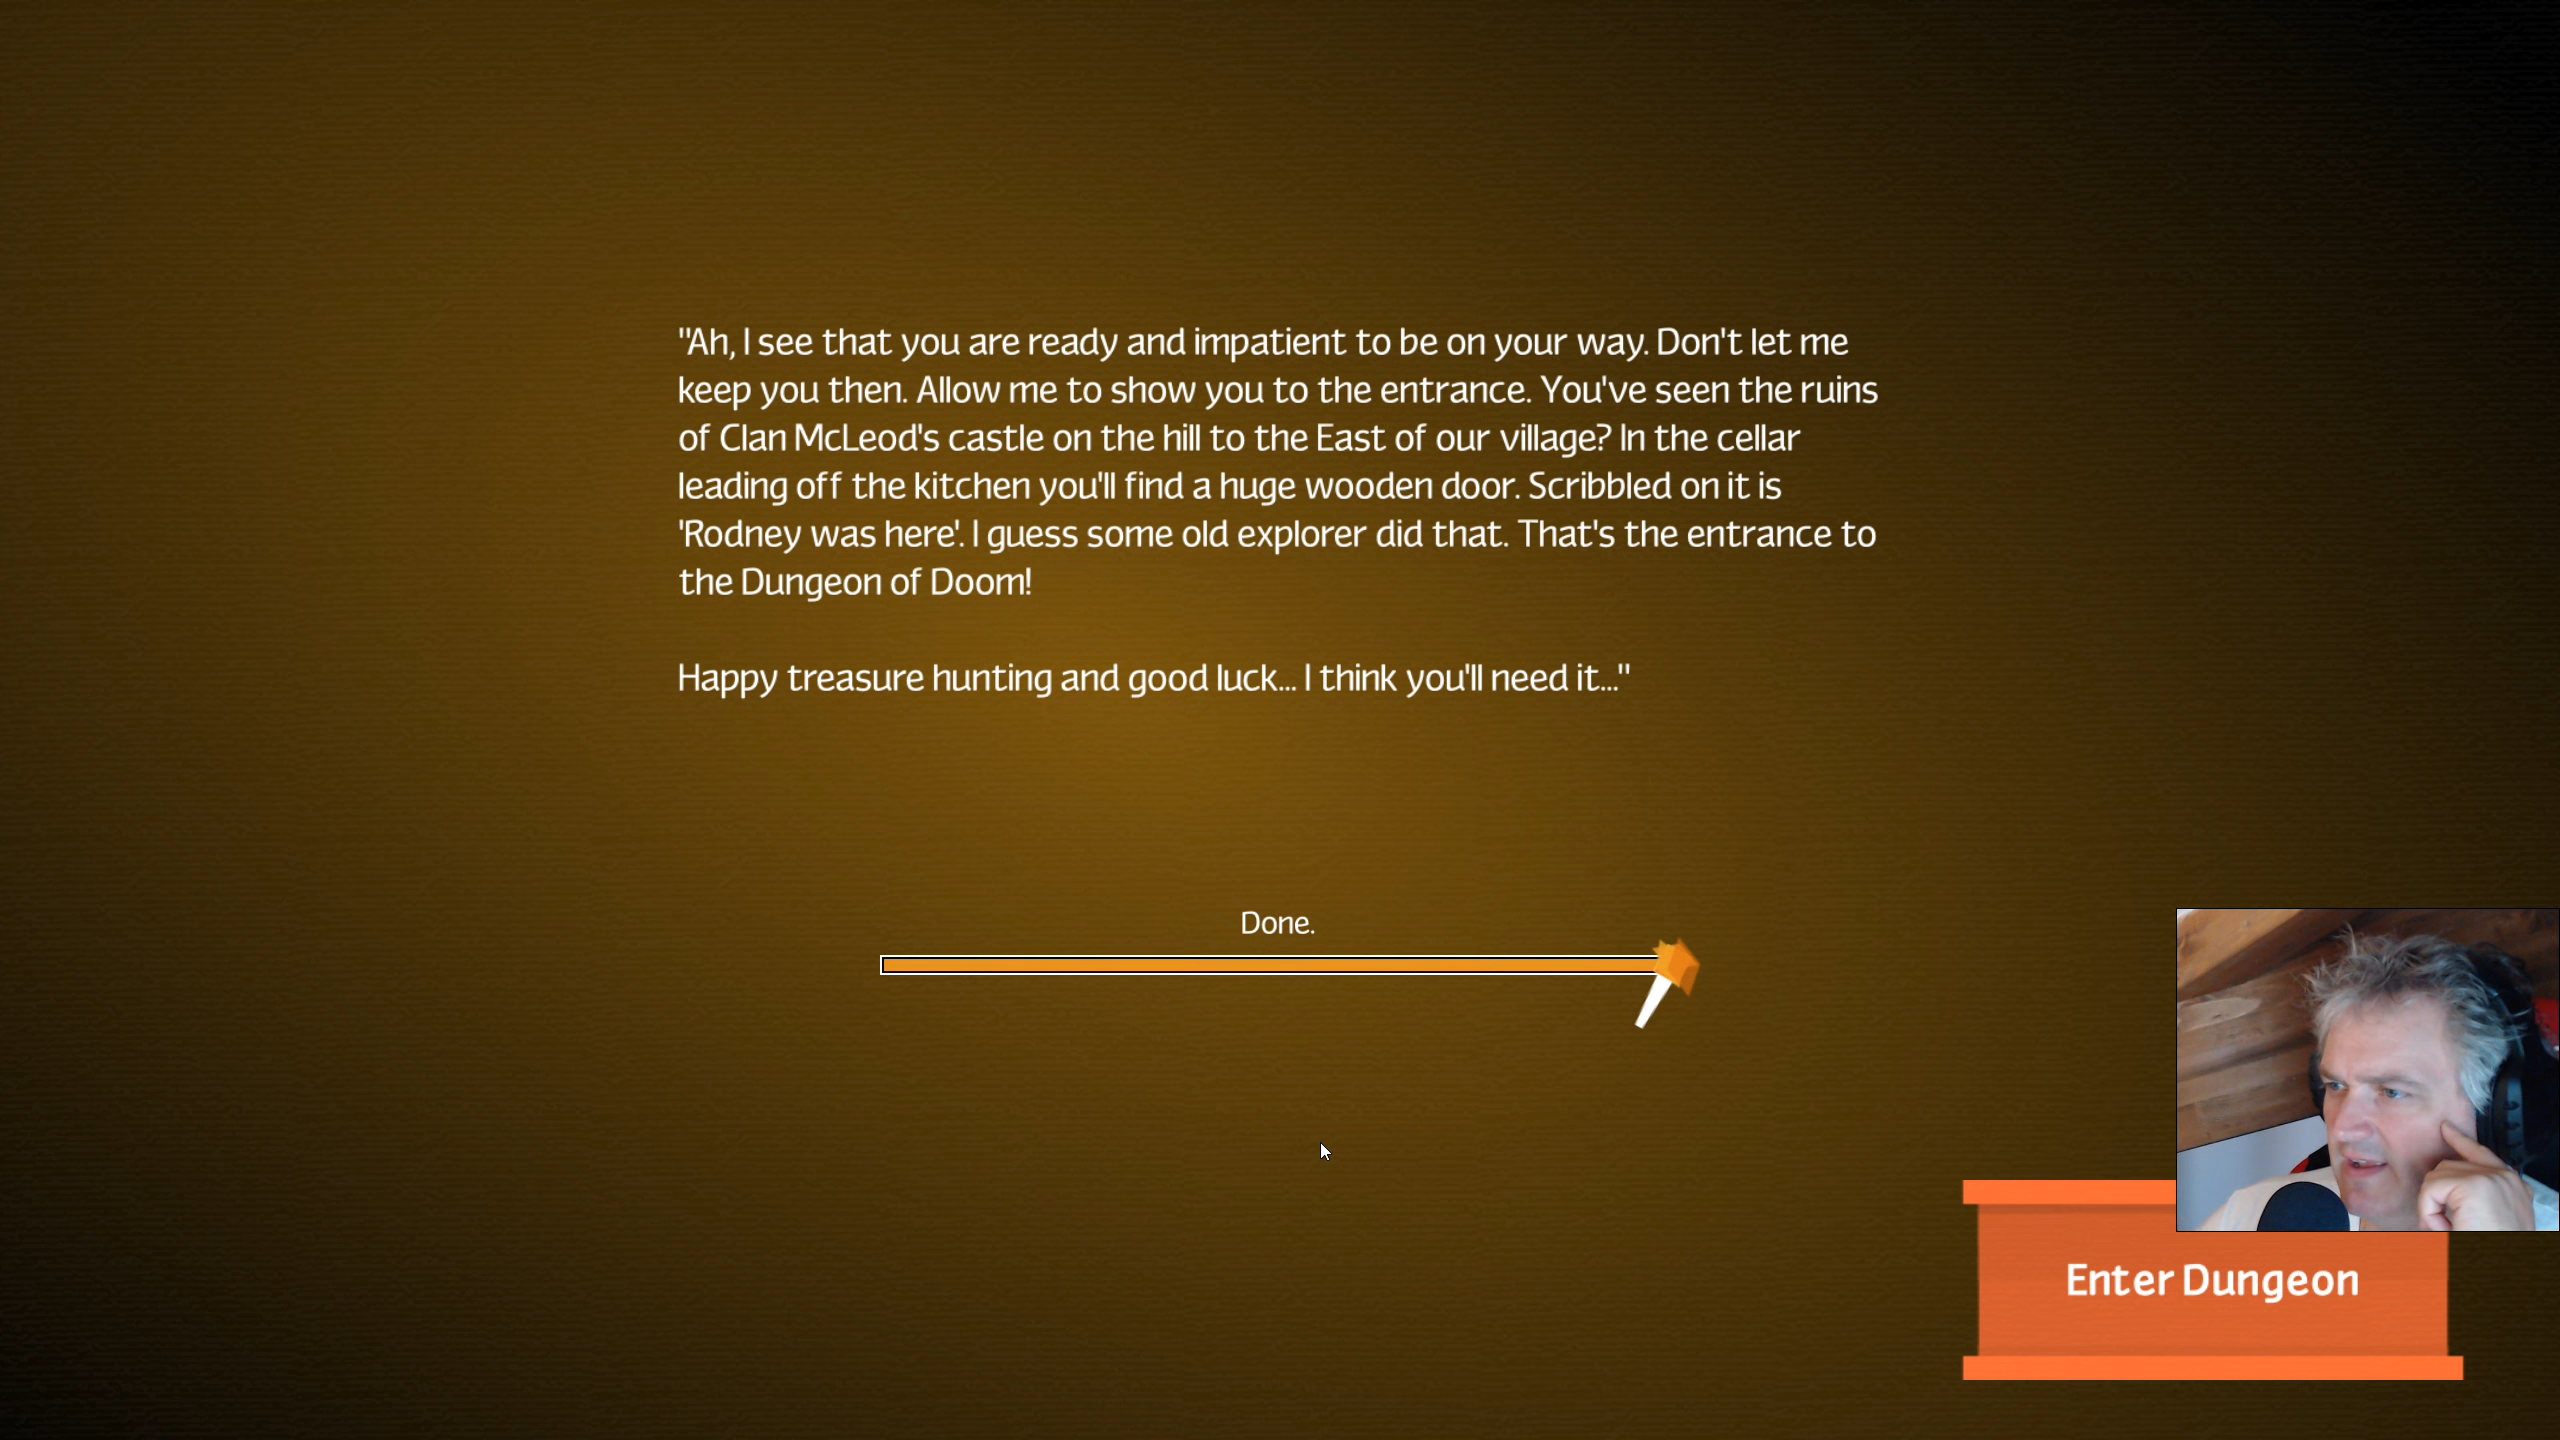 "Ah, I see that you are ready and impatient to be on your way. Don't let me
keep you then. Allow me to show you to the entrance. You've seen the ruins
of Clan McLeod's castle on the hill to the East of our village? In the cellar
leading off the kitchen you'll find a huge wooden door. Scribbled on it is
'Rodney was here'. I guess some old explorer did that. That's the entrance to
the Dungeon of Doom!
Happy treasure hunting and good luck... I think you'll need it..."
Done.
Enter Dungeon